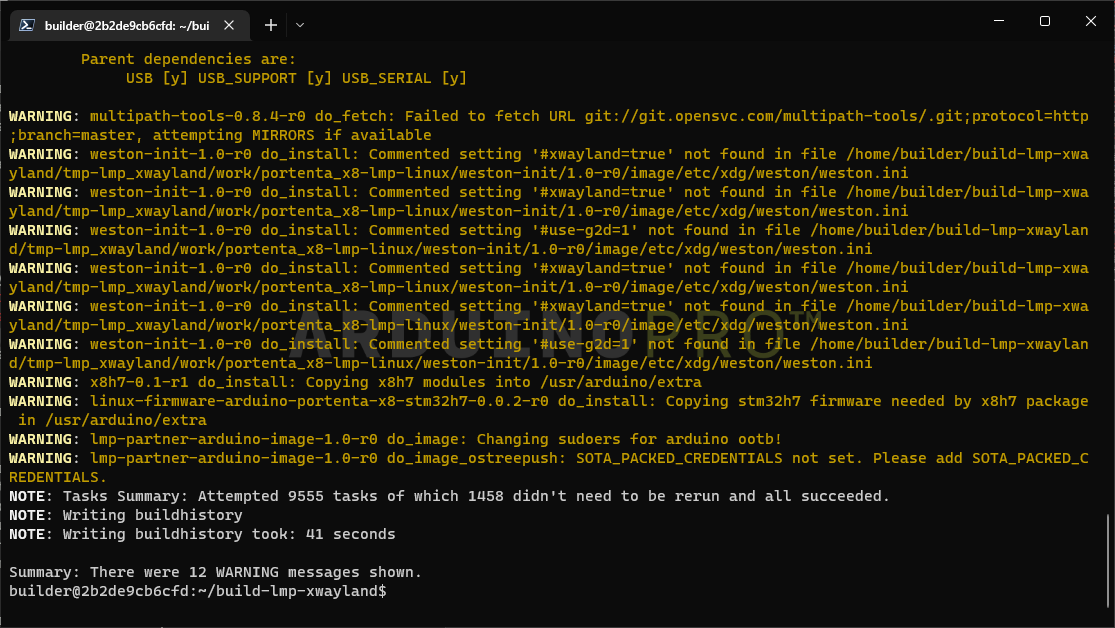 builder@2b2de9cb6cfd: ~/bui
Parent dependencies are:
USB [y] USB_SUPPORT [y] USB_SERIAL [y]
WARNING: multipath-tools-0.8.4-r0 do_fetch: Failed to fetch URL git://git.opensvc.com/multipath-tools/.git;protocol=http
;branch=master, attempting MIRRORS if available
WARNING: weston-init-1.0-r0 do_install: Commented setting '#xwayland=true' not found in file /home/builder/build-lmp-xwa
yland/tmp-lmp_xwayland/work/portenta_x8-lmp-linux/weston-init/1.0-r0/image/etc/xdg/weston/weston.ini
WARNING: weston-init-1.0-r0 do_install: Commented setting '#xwayland=true' not found in file /home/builder/build-lmp-xwa
yland/tmp-lmp_xwayland/work/portenta_x8-lmp-linux/weston-init/1.0-r0/image/etc/xdg/weston/weston.ini
WARNING: weston-init-1.0-r0 do_install: Commented setting '#use-g2d=1' not found in file /home/builder/build-lmp-xwaylan
d/tmp-lmp_xwayland/work/portenta_x8-lmp-linux/weston-init/1.0-r0/image/etc/xdg/weston/weston.ini
WARNING: weston-init-1.0-r0 do_install: Commented setting '#xwayland=true' not found in file /home/builder/build-lmp-xwa
yland/tmp-lmp_xwayland/work/portenta_x8-lmp-linux/weston-init/1.0-r0/image/etc/xdg/weston/weston.ini
WARNING: weston-init-1.0-r0 do_install: Commented setting '#xwayland=true' not found in file /home/builder/build-lmp-xwa
yland/tmp-lmp_xwayland/work/portenta_x8-lmp-linux/weston-init/1.0-r0/image/etc/xdg/weston/weston.ini
ARDUINO PRO™
WARNING: weston-init-1.0-r0 do_install: Commented setting '#use-g2d=1' not found in file /home/builder/build-lmp-xwaylan
d/tmp-lmp_xwayland/work/portenta_x8-lmp-linux/weston-init/1.0-r0/image/etc/xdg/weston/weston.ini
WARNING: x8h7-0.1-r1 do_install: Copying x8h7 modules into /usr/arduino/extra
WARNING: linux-firmware-arduino-portenta-x8-stm32h7-0.0.2-r0 do_install: Copying stm32h7 firmware needed by x8h7 package
in /usr/arduino/extra
WARNING: lmp-partner-arduino-image-1.0-r0 do_image: Changing sudoers for arduino ootb!
WARNING: lmp-partner-arduino-image-1.0-r0 do_image_ostreepush: SOTA_PACKED_CREDENTIALS not set. Please add SOTA_PACKED_C
REDENTIALS.
NOTE: Tasks Summary: Attempted 9555 tasks of which 1458 didn't need to be rerun and all succeeded.
NOTE: Writing buildhistory
NOTE: Writing buildhistory took: 41 seconds
Summary: There were 12 WARNING messages shown.
builder@2b2de9cb6cfd:~/build-lmp-xwayland$